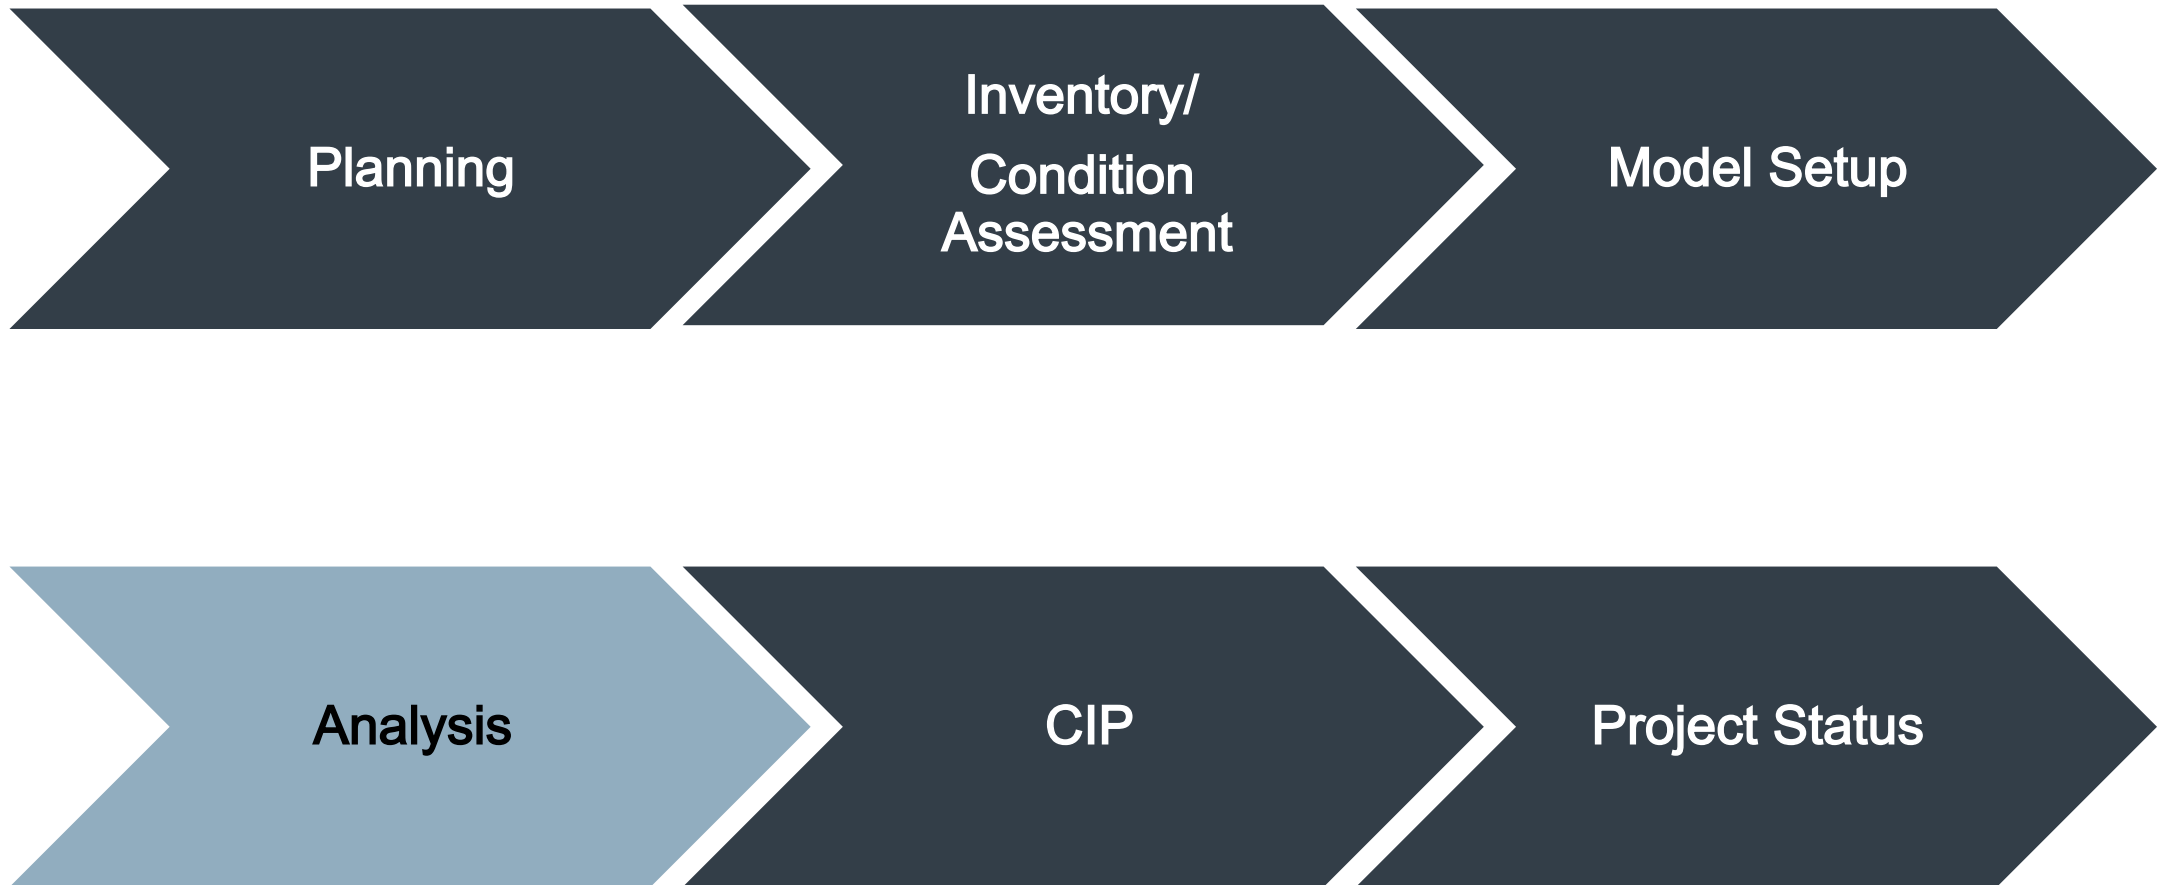 Planning
Inventory/
Condition
Assessment
Model Setup
Analysis
CIP
Project Status